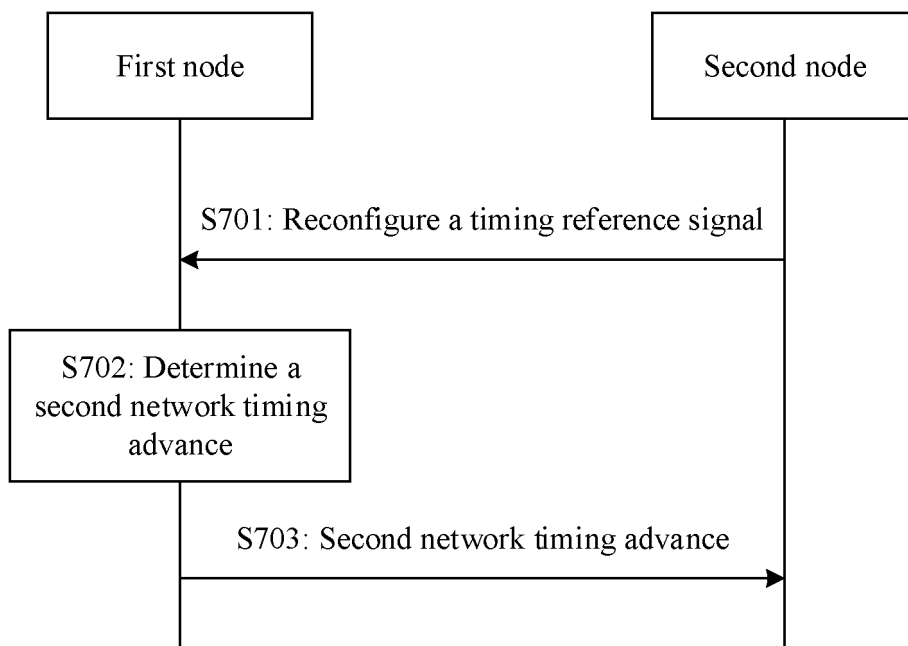 First node
Second node
S701: Reconfigure a timing reference signal
S702: Determine a
second network timing
advance
S703: Second network timing advance